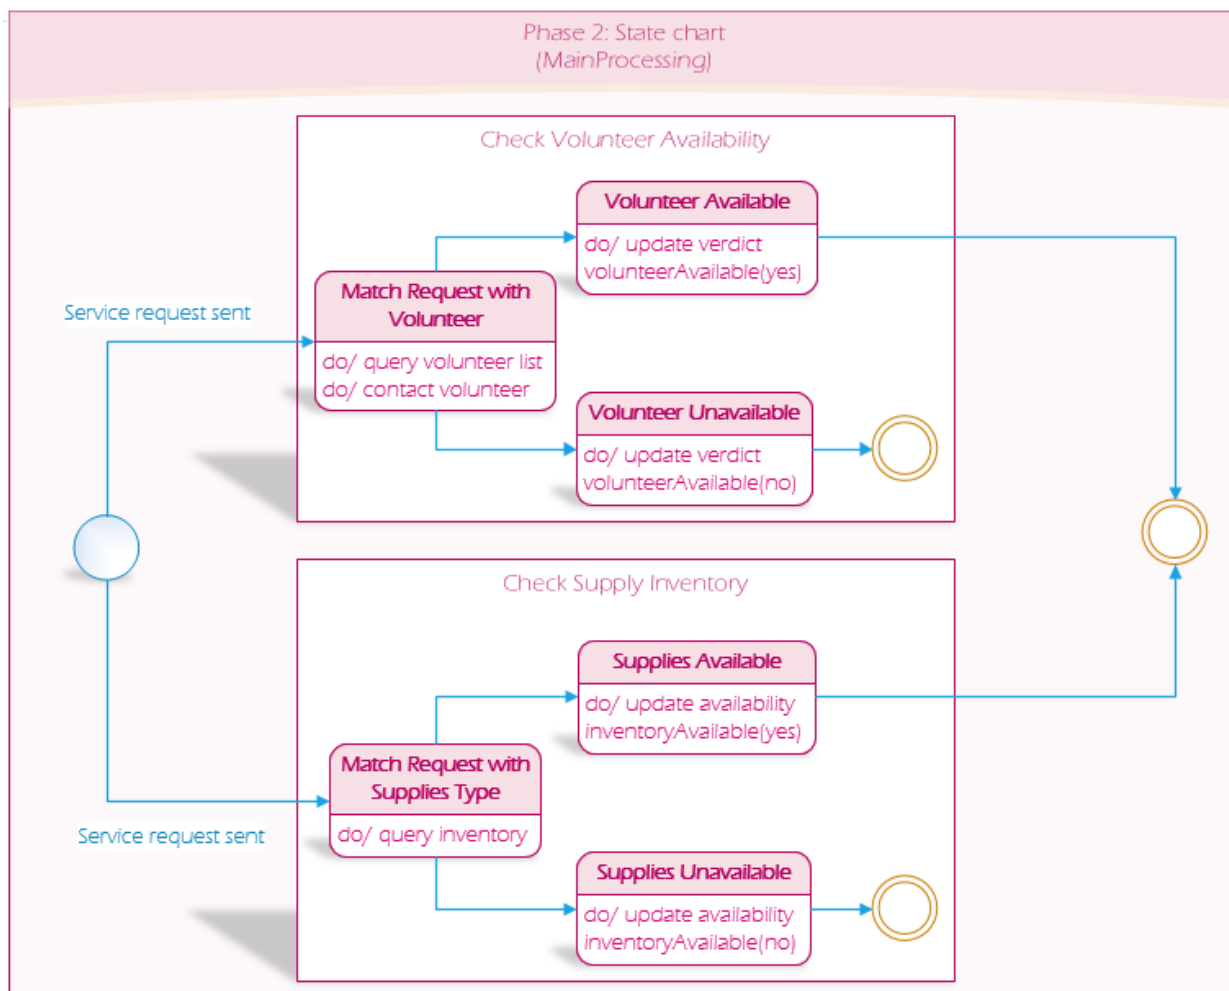 Phase 2: State chart
(MainProcessing)
Check Volunteer Availability
Volunteer Available
do/ update verdict
volunteerAvailable(yes)
Match Request with
Volunteer
do/ query volunteer list
do/ contact volunteer
Service request sent
Volunteer Unavailable
do/ update verdict
volunteerAvailable(no)
Check Supply Inventory
Supplies Available
do/ update availability
inventoryAvailable(yes)
Match Request with
Supplies Type
do/ query inventory
Service request sent
Supplies Unavailable
do/ update availability
inventoryAvailable(no)